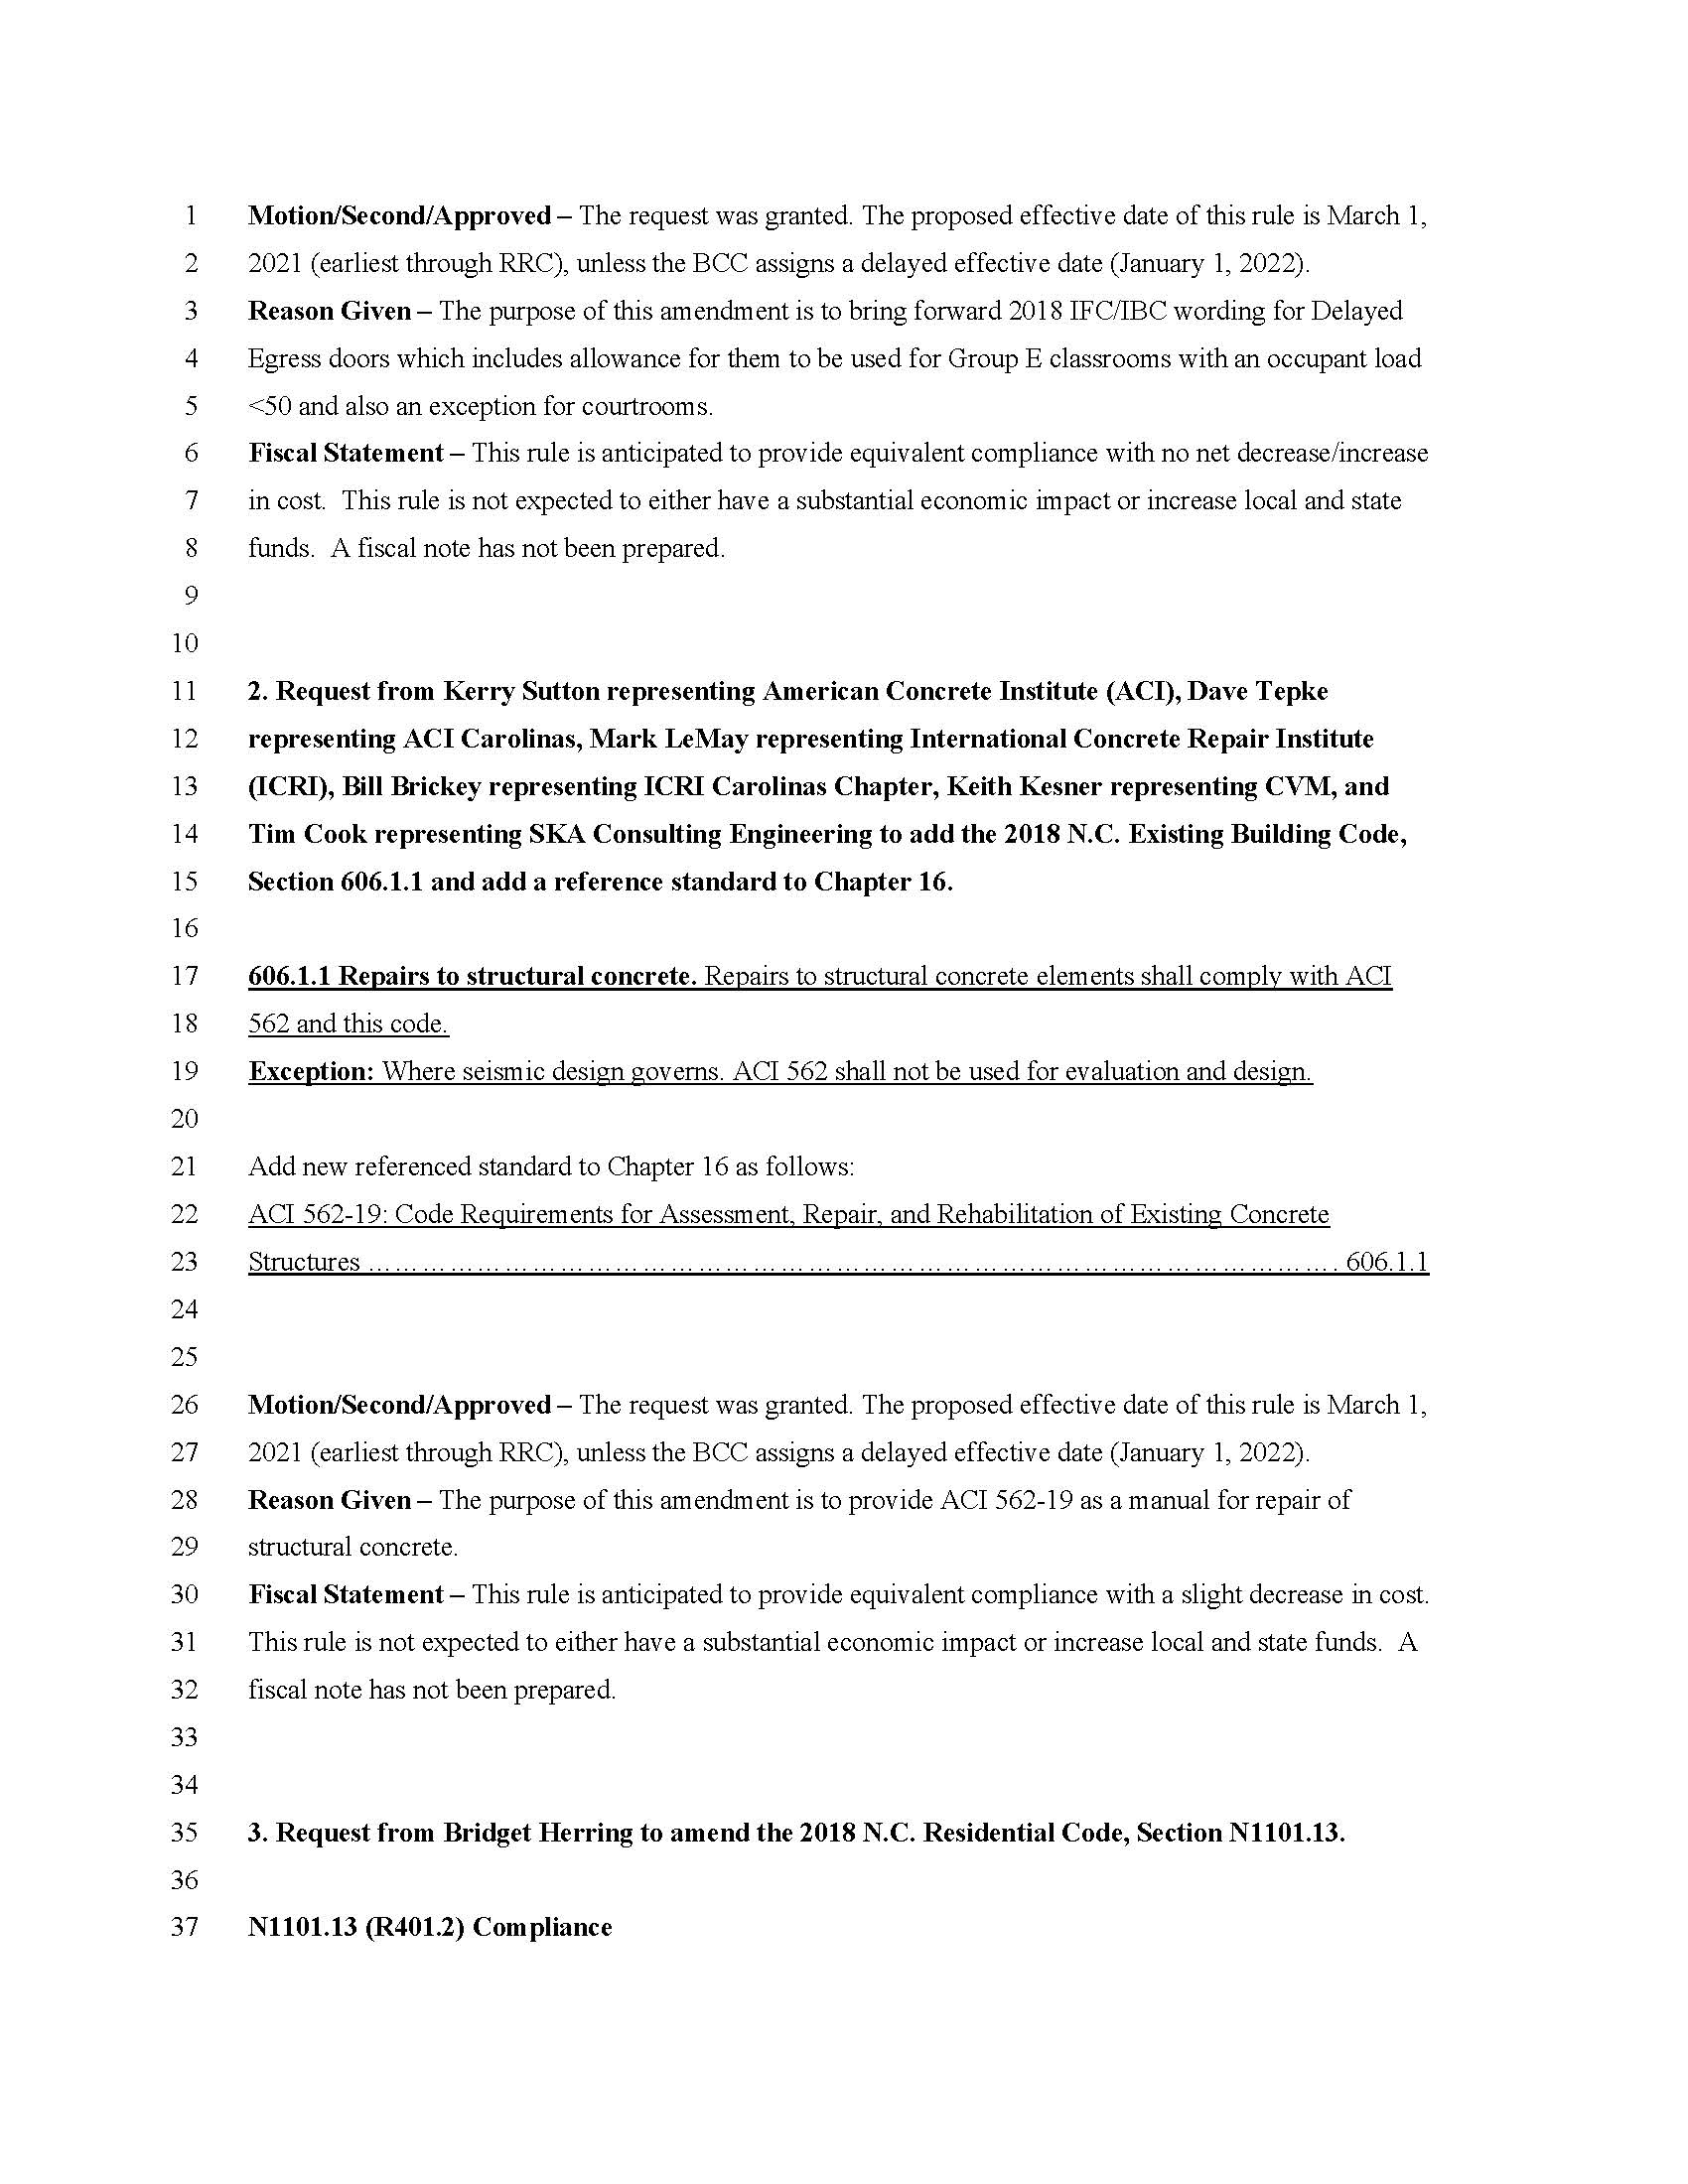 1 Motion/Second/Approved – The request was granted. The proposed effective date of this rule is March 1,
2 2021 (earliest through RRC), unless the BCC assigns a delayed effective date (January 1, 2022).
3 Reason Given – The purpose of this amendment is to bring forward 2018 IFC/IBC wording for Delayed
4 Egress doors which includes allowance for them to be used for Group E classrooms with an occupant load
5 <50 and also an exception for courtrooms.
6 Fiscal Statement – This rule is anticipated to provide equivalent compliance with no net decrease/increase
7 in cost.  This rule is not expected to either have a substantial economic impact or increase local and state
8 funds.  A fiscal note has not been prepared.
9
10
11 2. Request from Kerry Sutton representing American Concrete Institute (ACI), Dave Tepke
12 representing ACI Carolinas, Mark LeMay representing International Concrete Repair Institute
13 (ICRI), Bill Brickey representing ICRI Carolinas Chapter, Keith Kesner representing CVM, and
14 Tim Cook representing SKA Consulting Engineering to add the 2018 N.C. Existing Building Code,
15 Section 606.1.1 and add a reference standard to Chapter 16.
16
17 606.1.1 Repairs to structural concrete. Repairs to structural concrete elements shall comply with ACI
18 562 and this code.
19 Exception: Where seismic design governs. ACI 562 shall not be used for evaluation and design.
20
21 Add new referenced standard to Chapter 16 as follows:
22 ACI 562-19: Code Requirements for Assessment, Repair, and Rehabilitation of Existing Concrete
23 Structures ……………………………………………………………………………………………. 606.1.1
24
25
26 Motion/Second/Approved – The request was granted. The proposed effective date of this rule is March 1,
27 2021 (earliest through RRC), unless the BCC assigns a delayed effective date (January 1, 2022).
28 Reason Given – The purpose of this amendment is to provide ACI 562-19 as a manual for repair of
29 structural concrete.
30 Fiscal Statement – This rule is anticipated to provide equivalent compliance with a slight decrease in cost.
31 This rule is not expected to either have a substantial economic impact or increase local and state funds.  A
32 fiscal note has not been prepared.
33
34
35 3. Request from Bridget Herring to amend the 2018 N.C. Residential Code, Section N1101.13.
36
37 N1101.13 (R401.2) Compliance